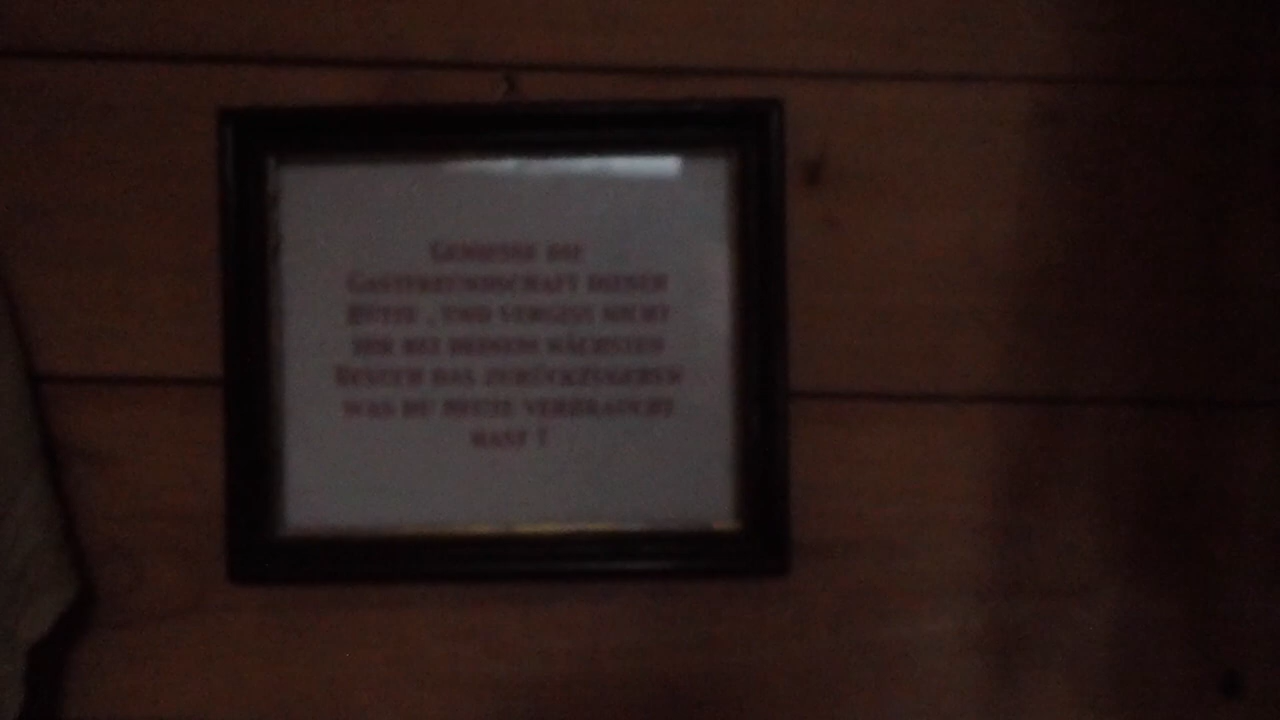 Geniesse die
Gastfreundschaft dieser
Hütte , und vergiss nicht
ihr bei deinem nächsten
Besuch das zurückzugeben
was du heute verbraucht
hast !